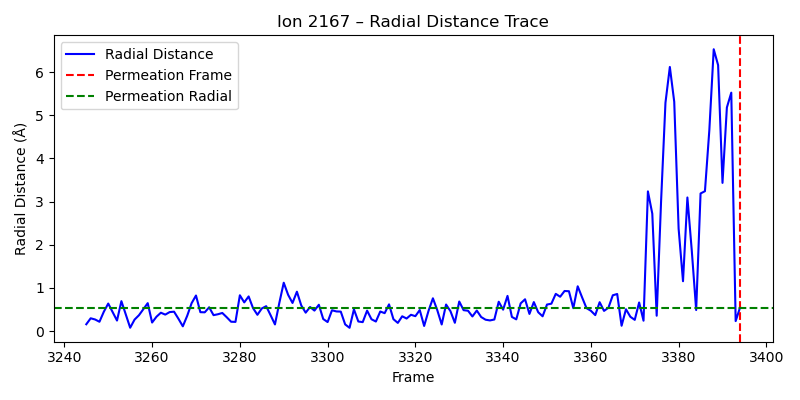 Ion 2167 – Radial Distance Trace
Radial Distance
Permeation Frame
Permeation Radial
Radial Distance (Å)
6
5
4
3
2
1
0
3240 3260 3280 3300 3320 3340 3360 3380 3400
Frame